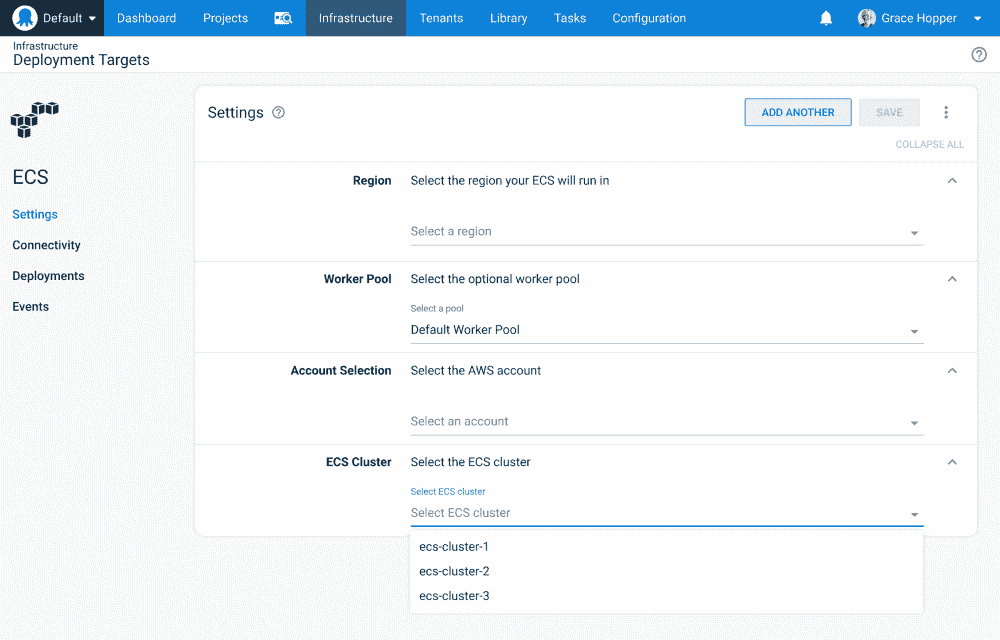 Default Dashboard Projects Infrastructure Tenants Library Tasks Configuration Grace Hopper
Infrastructure
Deployment Targets
ECS
Settings
Connectivity
Deployments
Events
Settings ADD ANOTHER SAVE
COLLAPSE ALL
Region Select the region your ECS will run in
Select a region
Worker Pool Select the optional worker pool
Select a pool
Default Worker Pool
Account Selection Select the AWS account
Select an account
ECS Cluster Select the ECS cluster
Select ECS cluster
Select ECS cluster
ecs-cluster-1
ecs-cluster-2
ecs-cluster-3